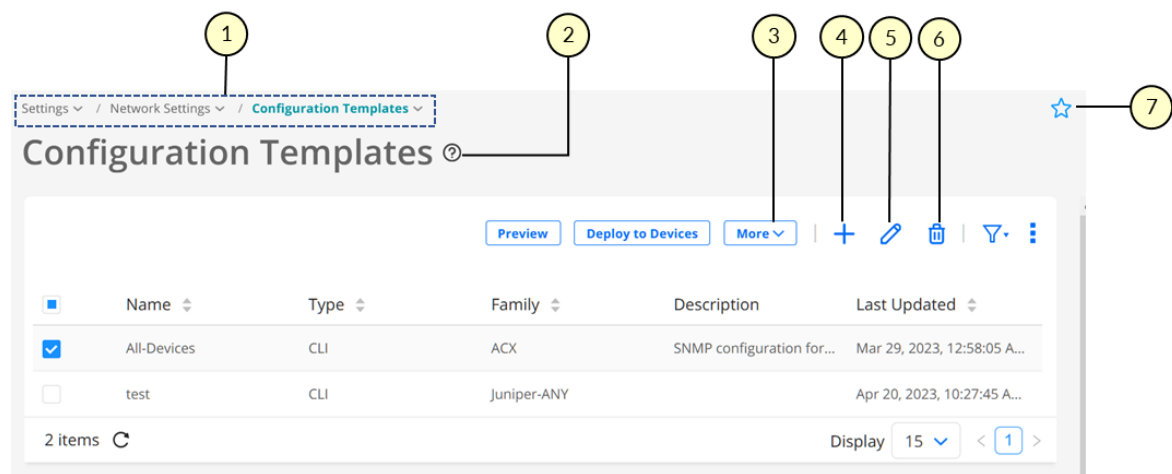 1 2 3 4 5 6
Settings / Network Settings / Configuration Templates
7
Configuration Templates ?
Preview Deploy to Devices More
Name Type Family Description Last Updated
All-Devices CLI ACX SNMP configuration for... Mar 29, 2023, 12:58:05 A...
test CLI Juniper-ANY Apr 20, 2023, 10:27:45 A...
2 items Display 15 < 1 >